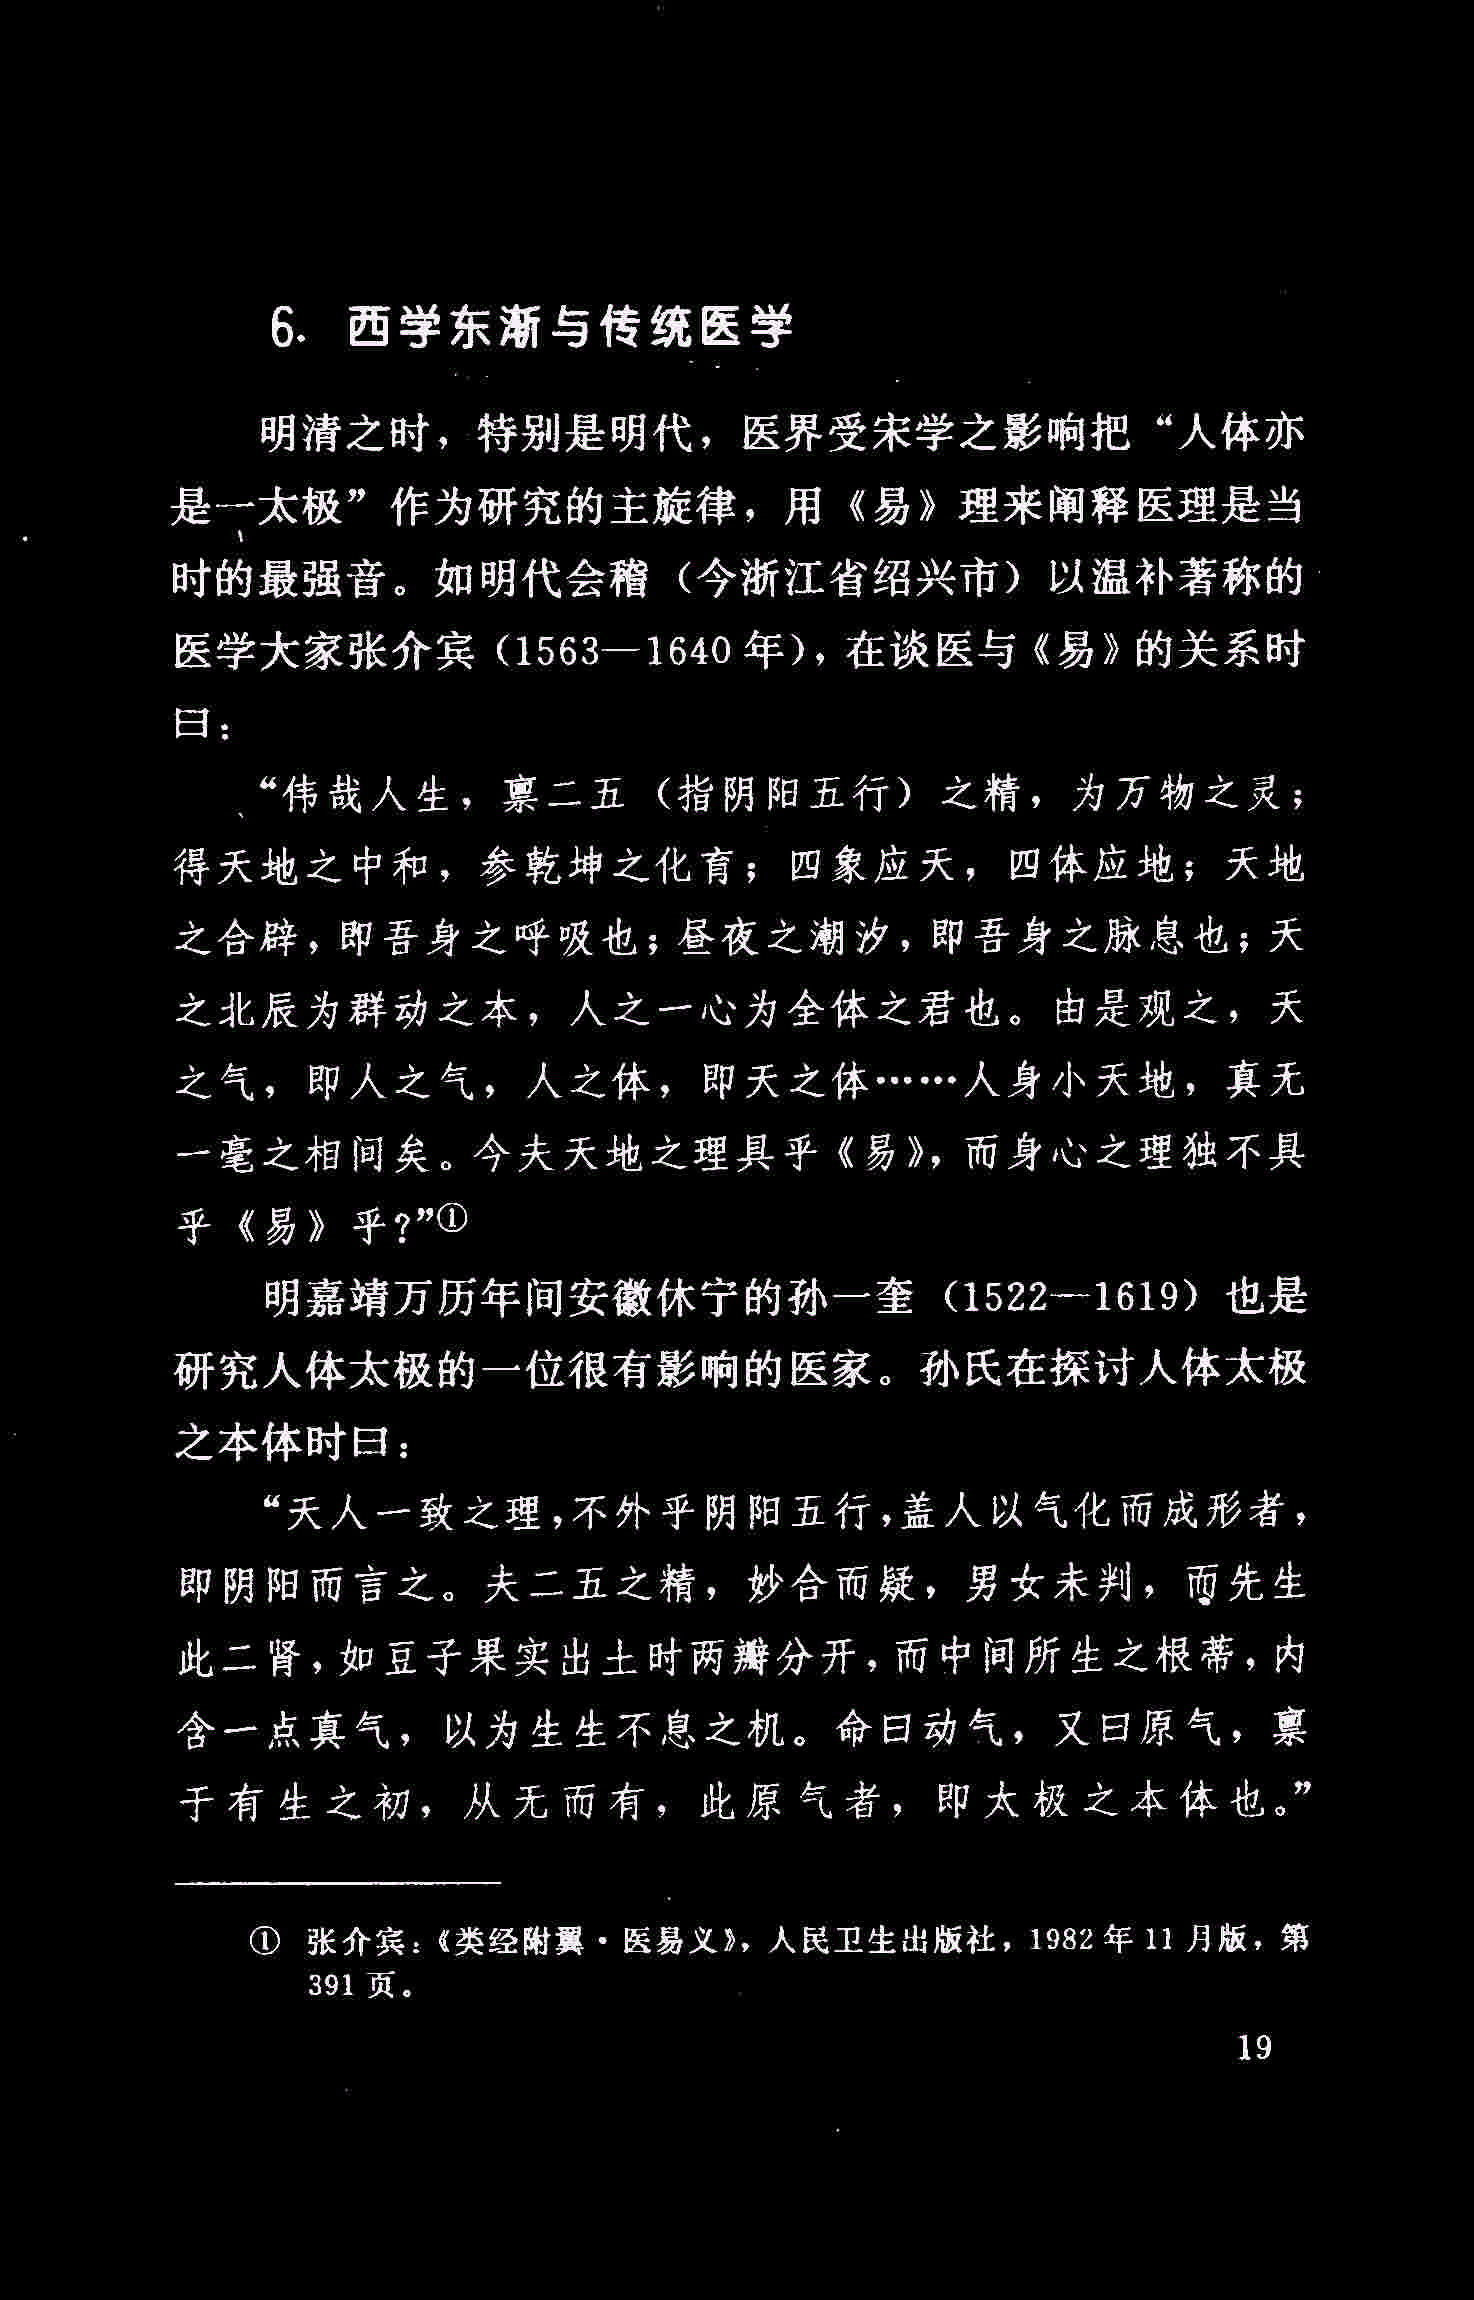 6. 西学东渐与传统医学
明清之时，特别是明代，医界受宋学之影响把“人体亦
是一太极”作为研究的主旋律，用《易》理来阐释医理是当
时的最强音。如明代会稽（今浙江省绍兴市）以温补著称的
医学大家张介宾（1563—1640年），在谈医与《易》的关系时
曰：
“伟哉人生，禀二五（指阴阳五行）之精，为万物之灵；
得天地之中和，参乾坤之化育；四象应天，四体应地；天地
之合辟，即吾身之呼吸也；昼夜之潮汐，即吾身之脉息也；天
之北辰为群动之本，人之一心为全体之君也。由是观之，天
之气，即人之气，人之体，即天之体……人身小天地，真无
一毫之相间矣。今夫天地之理具乎《易》，而身心之理独不具
乎《易》乎？”①
明嘉靖万历年间安徽休宁的孙一奎（1522—1619）也是
研究人体太极的一位很有影响的医家。孙氏在探讨人体太极
之本体时曰：
“天人一致之理，不外乎阴阳五行，盖人以气化而成形者，
即阴阳而言之。夫二五之精，妙合而疑，男女未判，而先生
此二肾，如豆子果实出土时两瓣分开，而中间所生之根蒂，内
含一点真气，以为生生不息之机。命曰动气，又曰原气，禀
于有生之初，从无而有，此原气者，即太极之本体也。”
① 张介宾：《类经附翼·医易义》，人民卫生出版社，1982年11月版，第
391页。
19